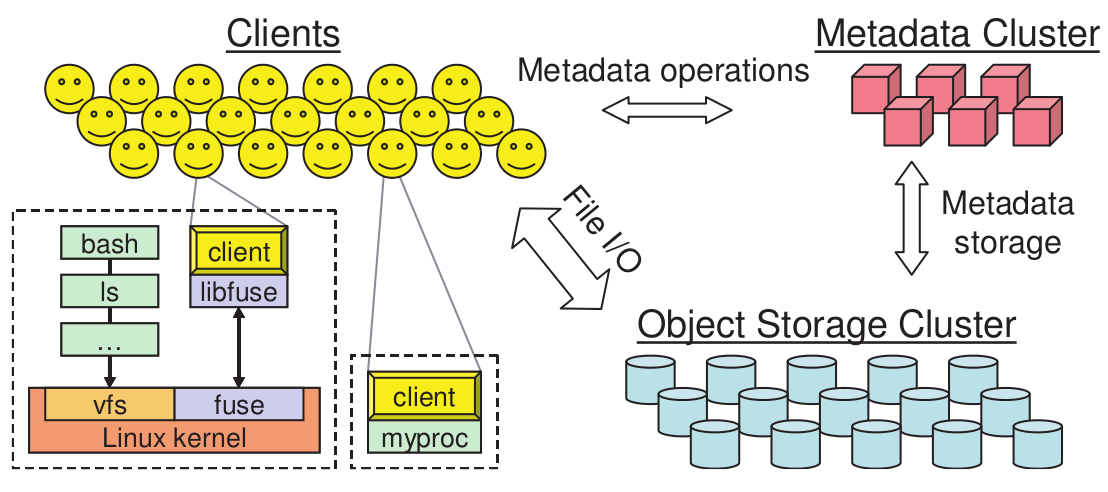 Clients
Metadata Cluster
Metadata operations
File I/O
Metadata
storage
bash
client
ls
libfuse
...
Object Storage Cluster
vfs
fuse
client
Linux kernel
myproc